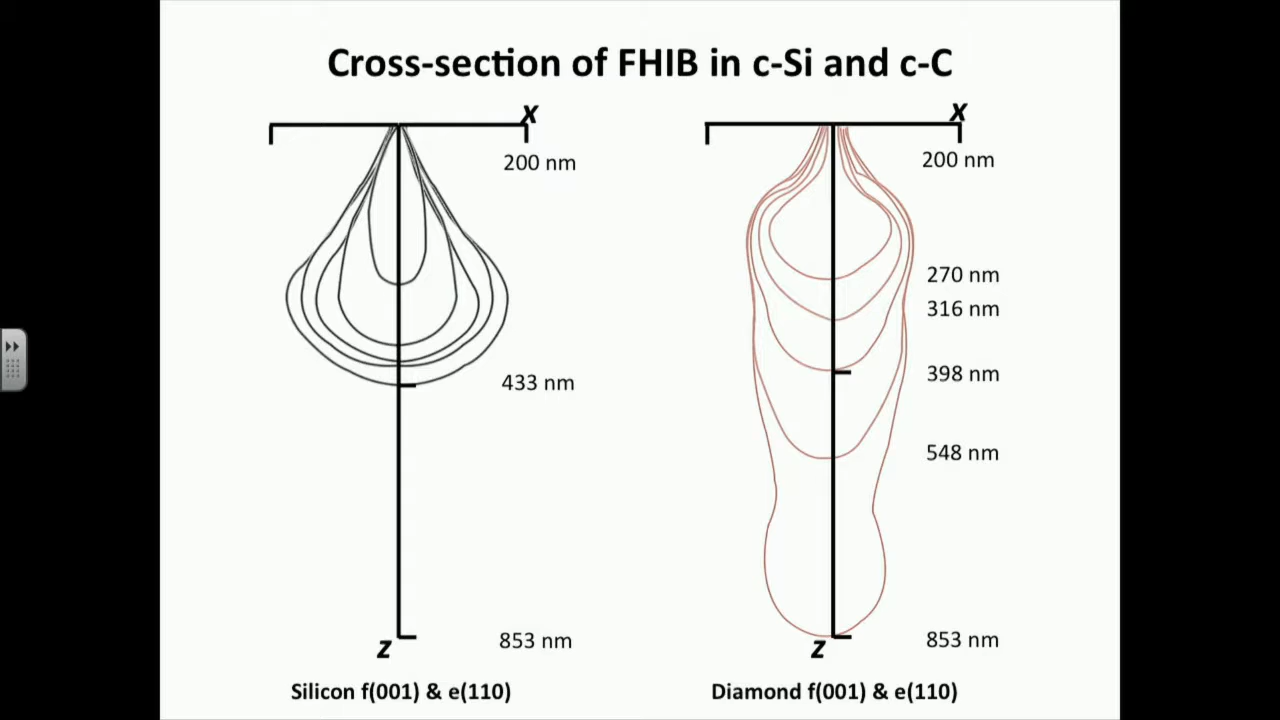 Cross-section of FHIB in c-Si and c-C
x
200 nm
433 nm
853 nm
z
Silicon f(001) & e(110)
x
200 nm
270 nm
316 nm
398 nm
548 nm
853 nm
z
Diamond f(001) & e(110)